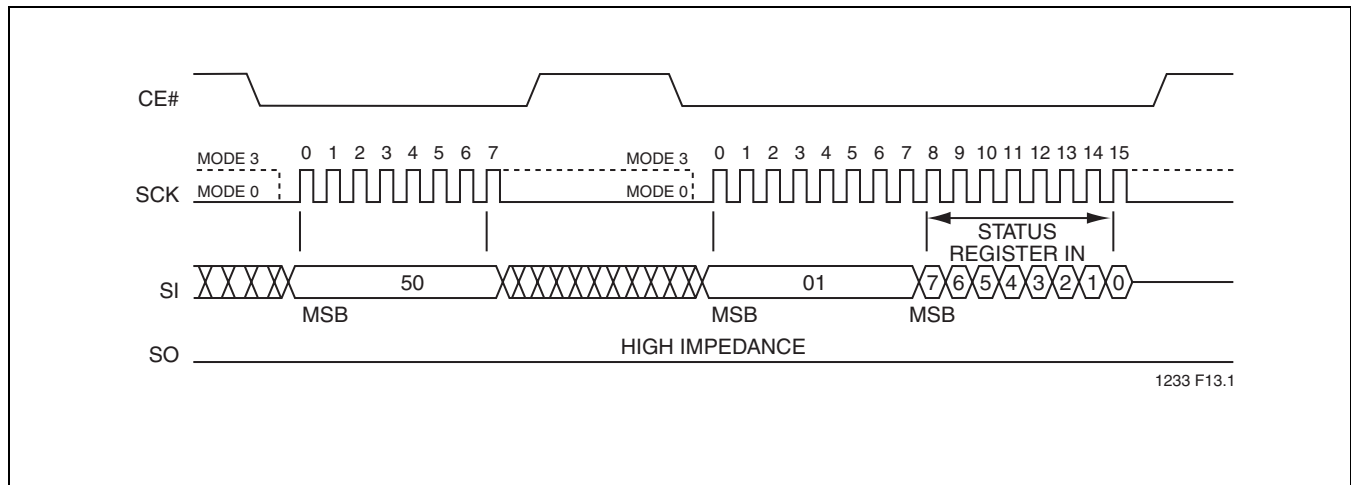 CE#
MODE 3 0 1 2 3 4 5 6 7 MODE 3 0 1 2 3 4 5 6 7 8 9 10 11 12 13 14 15
SCK MODE 0 MODE 0
STATUS
REGISTER IN
SI 50 01 7 6 5 4 3 2 1 0
MSB MSB MSB
HIGH IMPEDANCE
SO
1233 F13.1